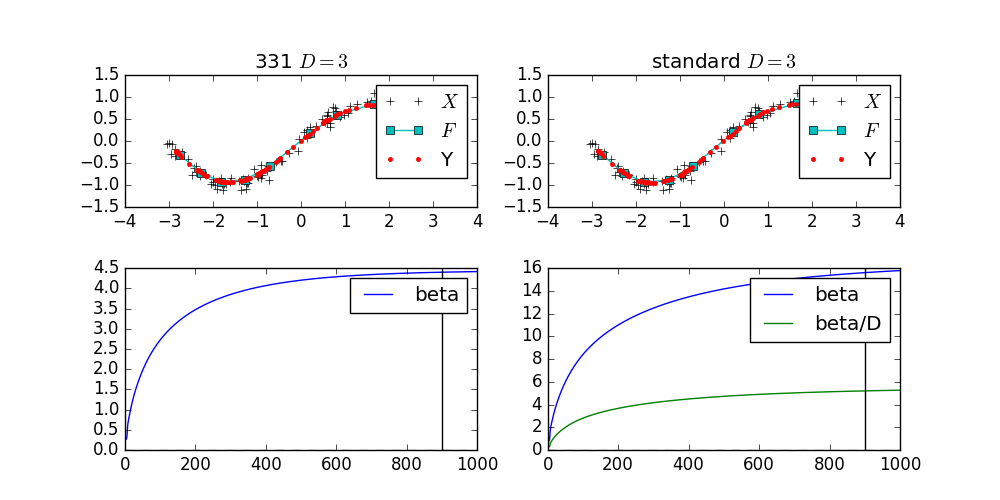 331 D = 3
standard D = 3
1.5
1.0
0.5
0.0
−0.5
−1.0
−1.5
−4 −3 −2 −1 0 1 2 3 4
X
F
Y
1.5
1.0
0.5
0.0
−0.5
−1.0
−1.5
−4 −3 −2 −1 0 1 2 3 4
X
F
Y
4.5
4.0
3.5
3.0
2.5
2.0
1.5
1.0
0.5
0.0
0 200 400 600 800 1000
beta
16
14
12
10
8
6
4
2
0
0 200 400 600 800 1000
beta
beta/D